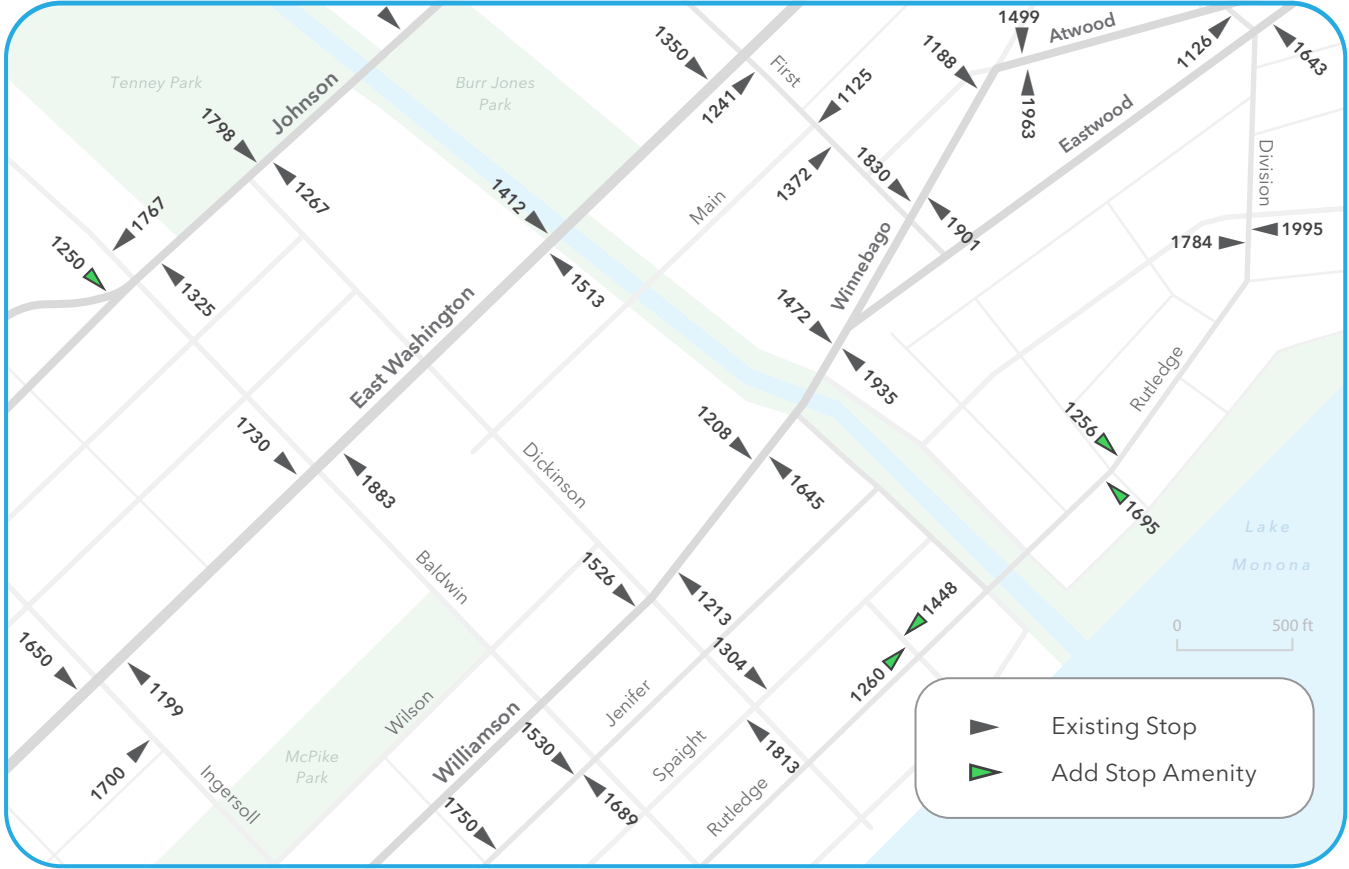 1499
Atwood
1350
1188
1126
1643
First
Tenney Park
Johnson
Burr Jones
Park
1241
1125
1963
Eastwood
1798
1372
1830
Division
1267
1412
Main
1767
1901
1784
1995
1250
Winnebago
1513
1325
East Washington
1472
1935
Rutledge
1208
1256
1730
1883
Dickinson
1645
1695
Lake
Monona
Baldwin
1526
1213
1448
0
500 ft
1650
1304
1260
1199
Wilson
Jenifer
Williamson
1530
Spaight
1813
McPike
Park
1700
Ingersoll
Rutledge
1689
1750
Existing Stop
Add Stop Amenity